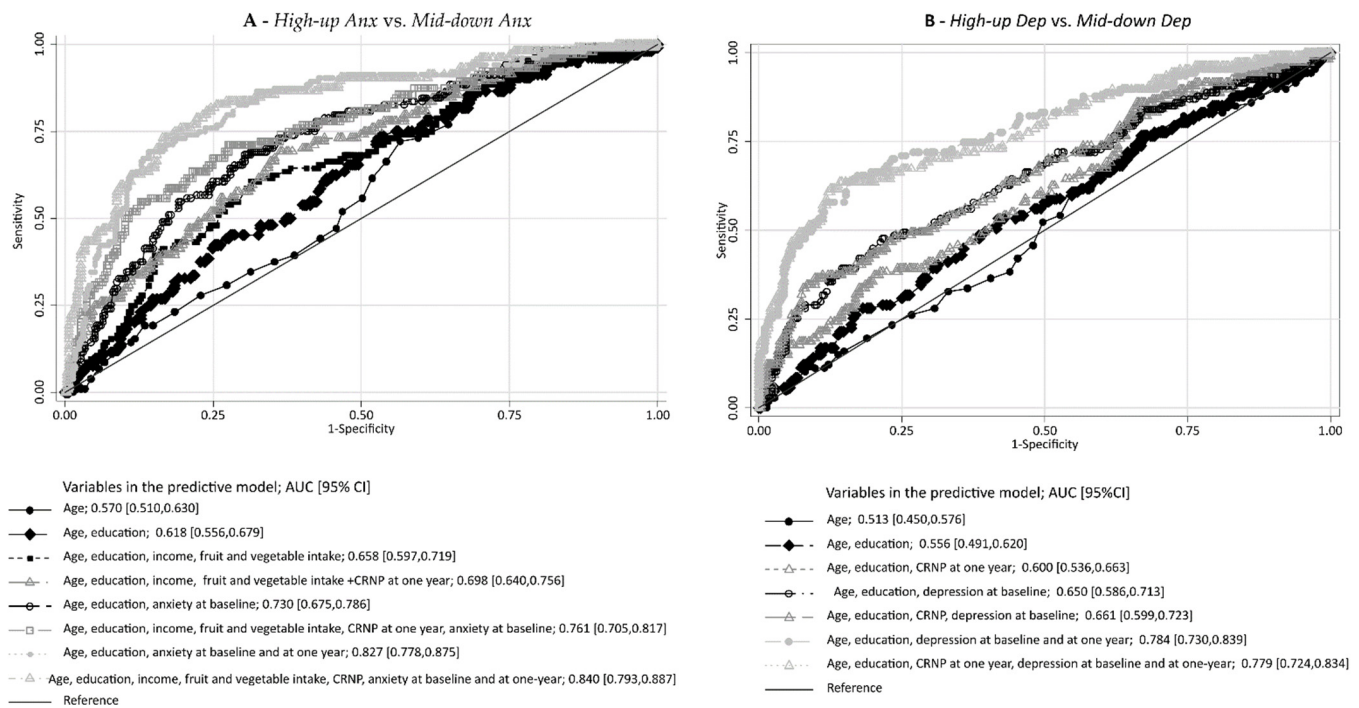 A - High-up Anx vs. Mid-down Anx
1.00
0.75
0.50
0.25
0.00
Sensitivity
0.00 0.25 0.50 0.75 1.00
1-Specificity
Variables in the predictive model; AUC [95% CI]
Age; 0.570 [0.510,0.630]
Age, education; 0.618 [0.556,0.679]
Age, education, income, fruit and vegetable intake; 0.658 [0.597,0.719]
Age, education, income, fruit and vegetable intake +CRNP at one year; 0.698 [0.640,0.756]
Age, education, anxiety at baseline; 0.730 [0.675,0.786]
Age, education, income, fruit and vegetable intake, CRNP at one year, anxiety at baseline; 0.761 [0.705,0.817]
Age, education, anxiety at baseline and at one year; 0.827 [0.778,0.875]
Age, education, income, fruit and vegetable intake, CRNP, anxiety at baseline and at one-year; 0.840 [0.793,0.887]
Reference
B - High-up Dep vs. Mid-down Dep
1.00
0.75
0.50
0.25
0.00
Sensitivity
0.00 0.25 0.50 0.75 1.00
1-Specificity
Variables in the predictive model; AUC [95%CI]
Age; 0.513 [0.450,0.576]
Age, education; 0.556 [0.491,0.620]
Age, education, CRNP at one year; 0.600 [0.536,0.663]
Age, education, depression at baseline; 0.650 [0.586,0.713]
Age, education, CRNP, depression at baseline; 0.661 [0.599,0.723]
Age, education, depression at baseline and at one year; 0.784 [0.730,0.839]
Age, education, CRNP at one year, depression at baseline and at one-year; 0.779 [0.724,0.834]
Reference